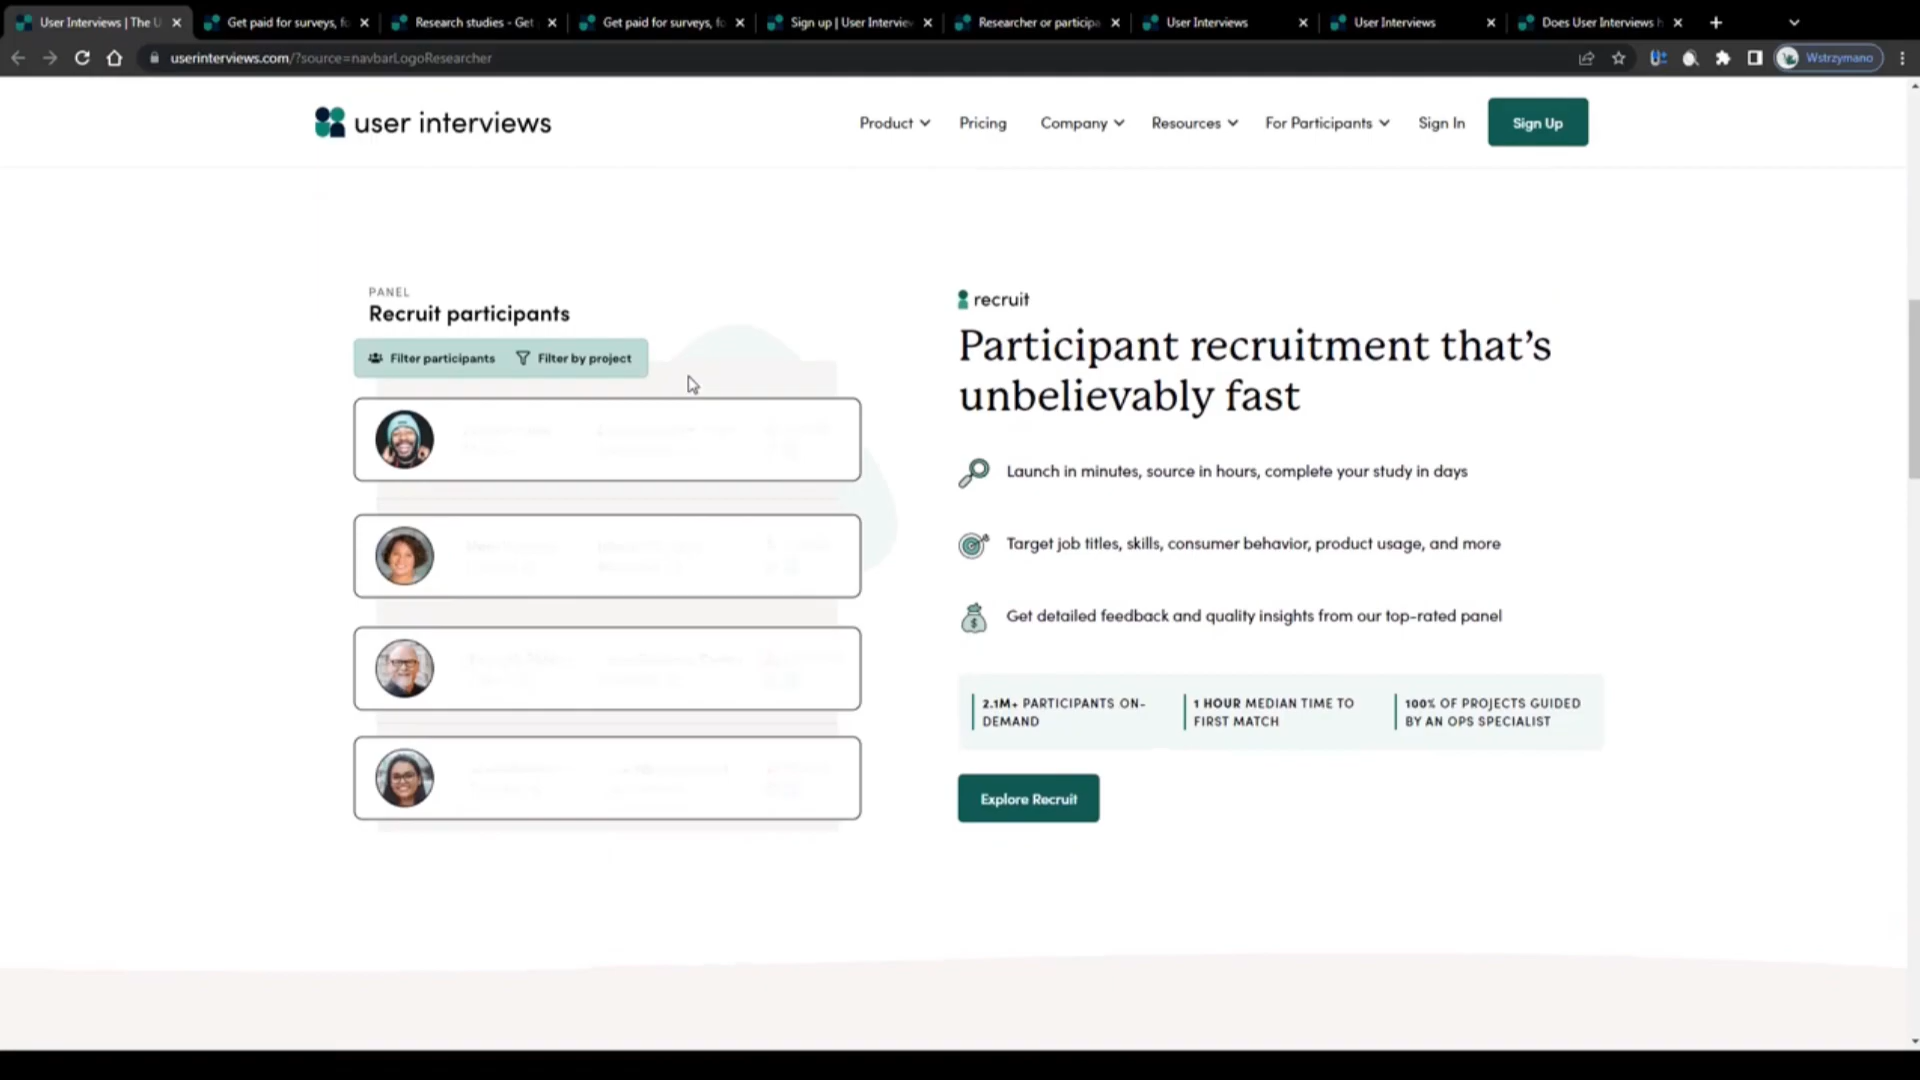 User Interviews | The U
Get paid for surveys, fo
Research studies - Get
Get paid for surveys, fo
Sign up | User Interview
Researcher or participa
User Interviews
User Interviews
Does User Interviews h
userinterviews.com/?source=navbarLogoResearcher
Wstrzymano
user interviews
Product
Pricing
Company
Resources
For Participants
Sign In
Sign Up
PANEL
Recruit participants
Filter participants
Filter by project
recruit
Participant recruitment that's
unbelievably fast
Launch in minutes, source in hours, complete your study in days
Target job titles, skills, consumer behavior, product usage, and more
Get detailed feedback and quality insights from our top-rated panel
2.1M+ PARTICIPANTS ON-
DEMAND
1 HOUR MEDIAN TIME TO
FIRST MATCH
100% OF PROJECTS GUIDED
BY AN OPS SPECIALIST
Explore Recruit